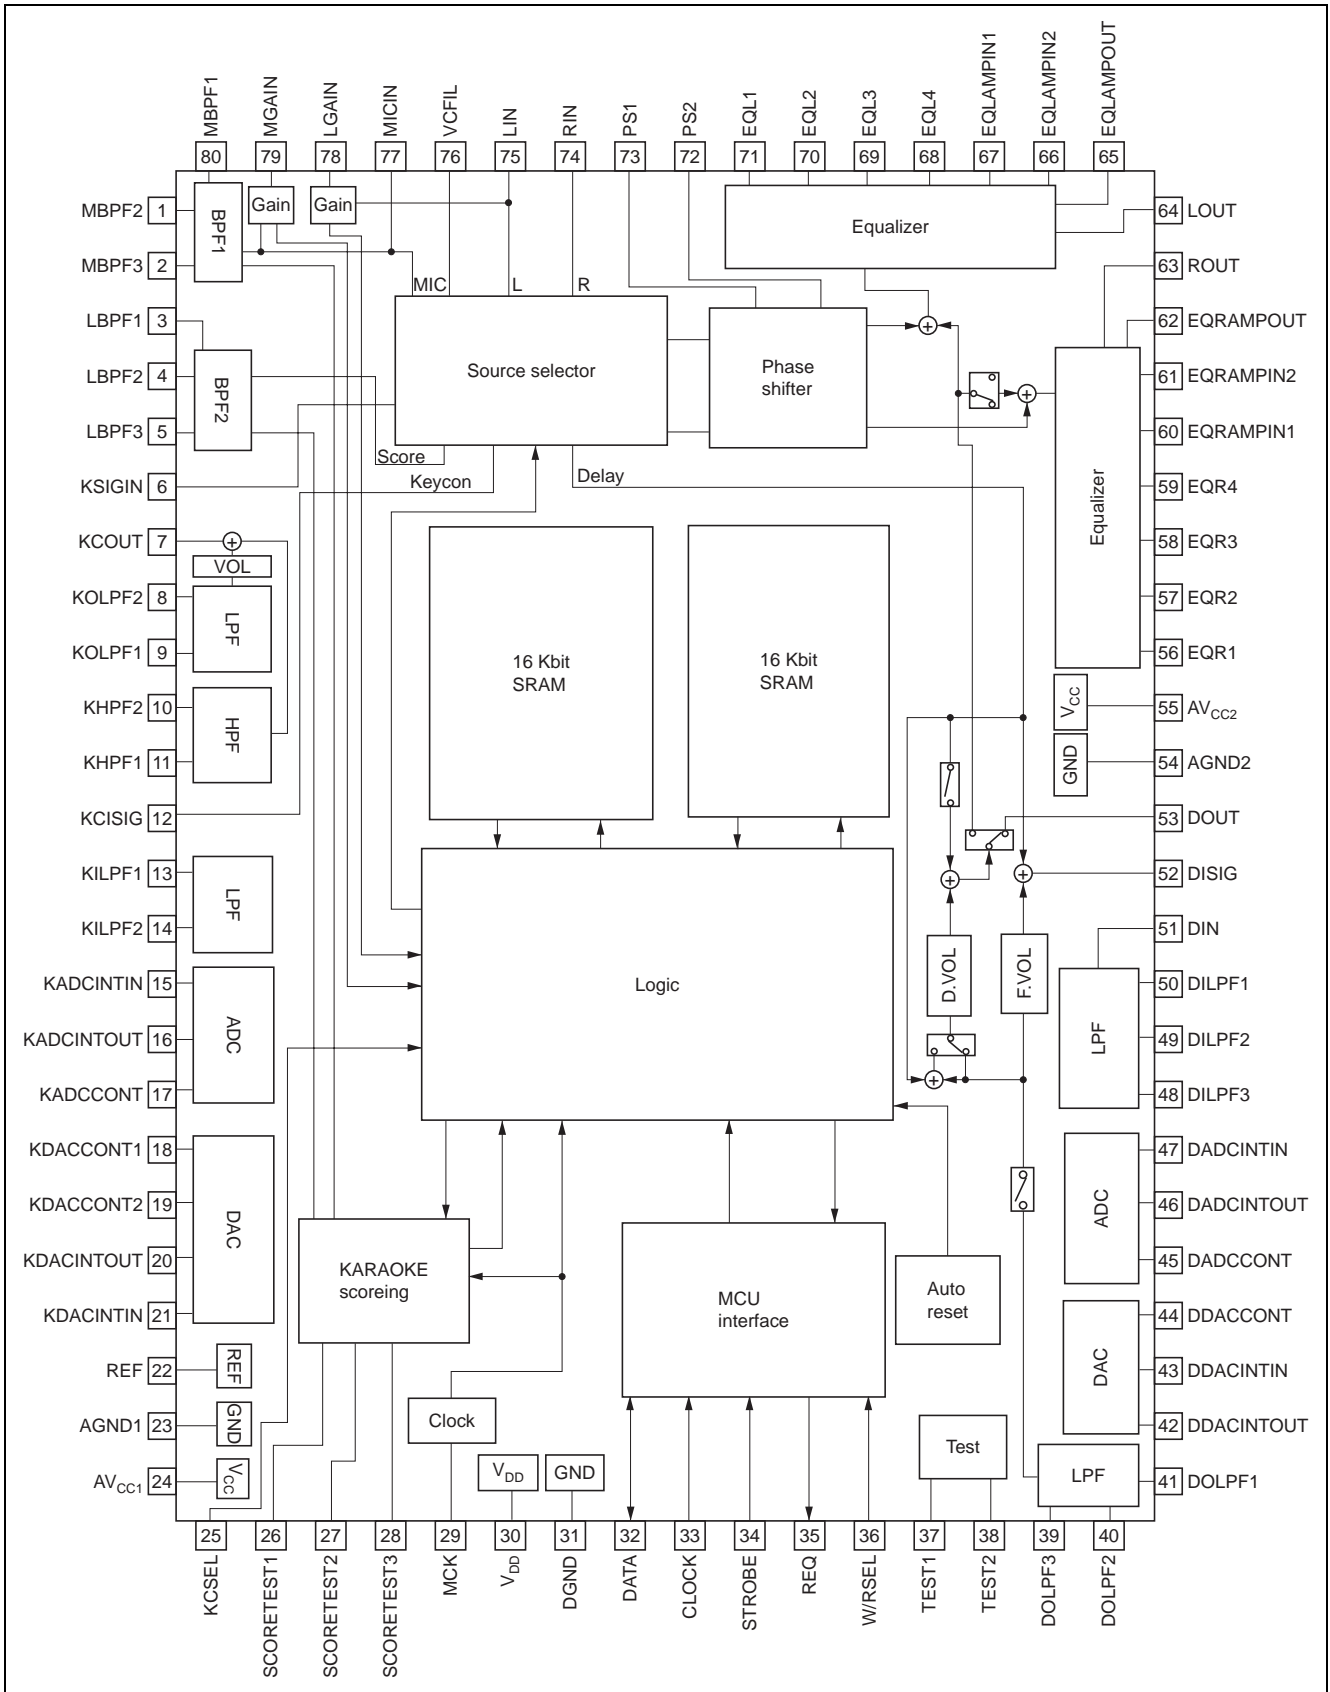 MBPF1
MGAIN
LGAIN
MICIN
VCFIL
LIN
RIN
PS1
PS2
EQL1
EQL2
EQL3
EQL4
EQLAMPIN1
EQLAMPIN2
EQLAMPOUT
80
79
78
77
76
75
74
73
72
71
70
69
68
67
66
65
MBPF2 1
MBPF3 2
LBPF1 3
LBPF2 4
LBPF3 5
KSIGIN 6
KCOUT 7
KOLPF2 8
KOLPF1 9
KHPF2 10
KHPF1 11
KCISIG 12
KILPF1 13
KILPF2 14
KADCINTIN 15
KADCINTOUT 16
KADCCONT 17
KDACCONT1 18
KDACCONT2 19
KDACINTOUT 20
KDACINTIN 21
REF 22
AGND1 23
AVCC1 24
BPF1
Gain
Gain
Equalizer
MIC
L
R
BPF2
Source selector
Phase
shifter
+
+
Score
Keycon
Delay
Equalizer
+
VOL
LPF
HPF
16 Kbit
SRAM
16 Kbit
SRAM
VCC
GND
LPF
+
+
ADC
Logic
D.VOL
F.VOL
LPF
+
DAC
ADC
KARAOKE
scoreing
MCU
interface
Auto
reset
DAC
REF
GND
VCC
Clock
VDD
GND
Test
LPF
64 LOUT
63 ROUT
62 EQRAMPOUT
61 EQRAMPIN2
60 EQRAMPIN1
59 EQR4
58 EQR3
57 EQR2
56 EQR1
55 AVCC2
54 AGND2
53 DOUT
52 DISIG
51 DIN
50 DILPF1
49 DILPF2
48 DILPF3
47 DADCINTIN
46 DADCINTOUT
45 DADCCONT
44 DDACCONT
43 DDACINTIN
42 DDACINTOUT
41 DOLPF1
25
26
27
28
29
30
31
32
33
34
35
36
37
38
39
40
KCSEL
SCORETEST1
SCORETEST2
SCORETEST3
MCK
VDD
DGND
DATA
CLOCK
STROBE
REQ
W/RSEL
TEST1
TEST2
DOLPF3
DOLPF2